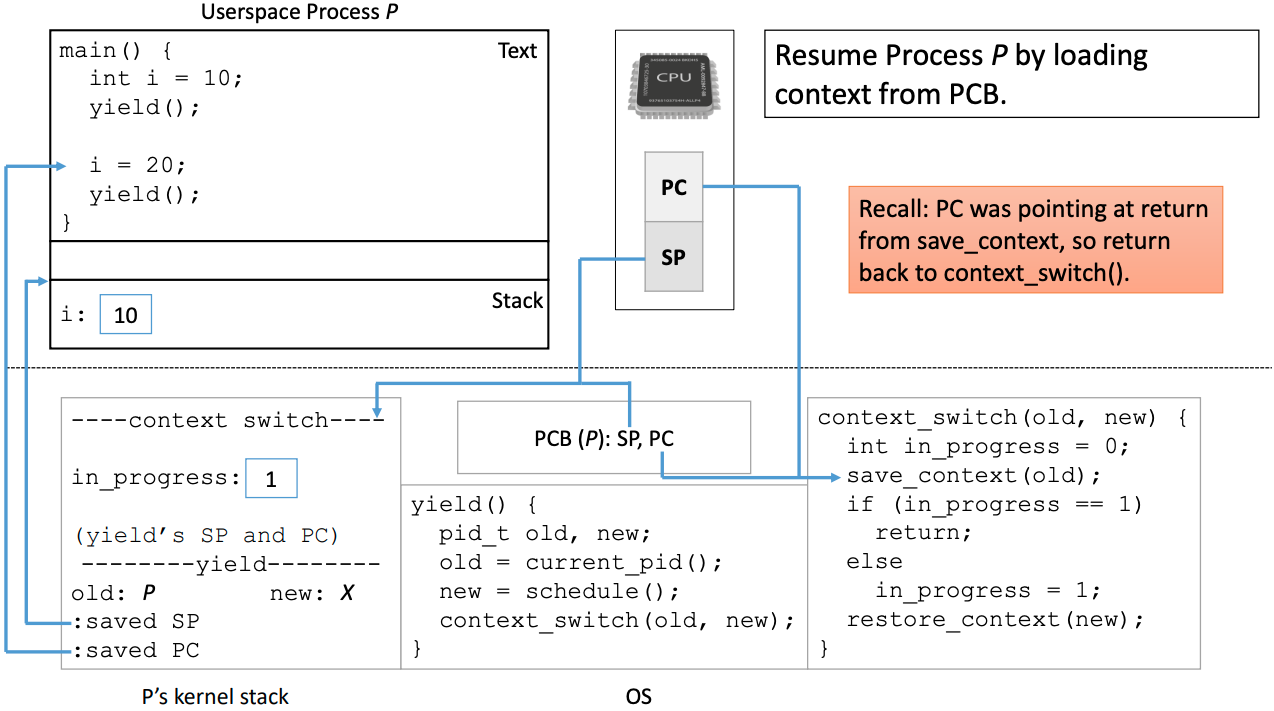 Userspace Process P
main() {
Text
int i = 10;
yield();
i = 20;
yield();
}
Stack
i: 10
CPU
PC
SP
Resume Process P by loading
context from PCB.
Recall: PC was pointing at return
from save_context, so return
back to context_switch().
----context switch----
in_progress: 1
(yield’s SP and PC)
--------yield--------
old: P new: X
:saved SP
:saved PC
P’s kernel stack
PCB (P): SP, PC
yield() {
pid_t old, new;
old = current_pid();
new = schedule();
context_switch(old, new);
}
OS
context_switch(old, new) {
int in_progress = 0;
save_context(old);
if (in_progress == 1)
return;
else
in_progress = 1;
restore_context(new);
}